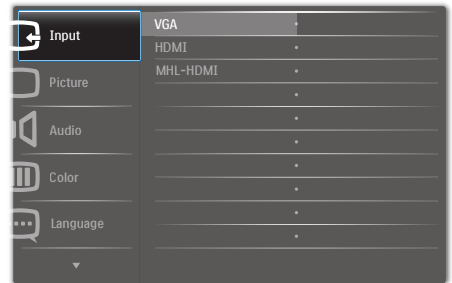 Input
Picture
Audio
Color
Language
VGA
HDMI
MHL-HDMI